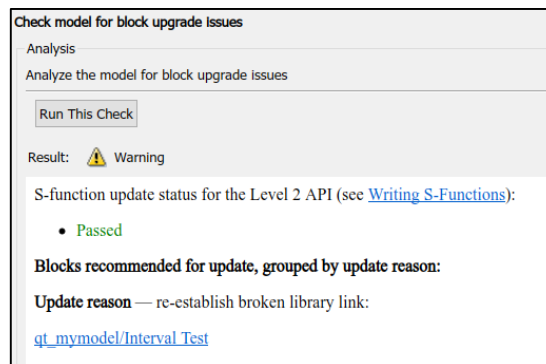 Check model for block upgrade issues
Analysis
Analyze the model for block upgrade issues
Run This Check
Result: Warning
S-function update status for the Level 2 API (see Writing S-Functions):
• Passed
Blocks recommended for update, grouped by update reason:
Update reason — re-establish broken library link:
qt_mymodel/Interval Test